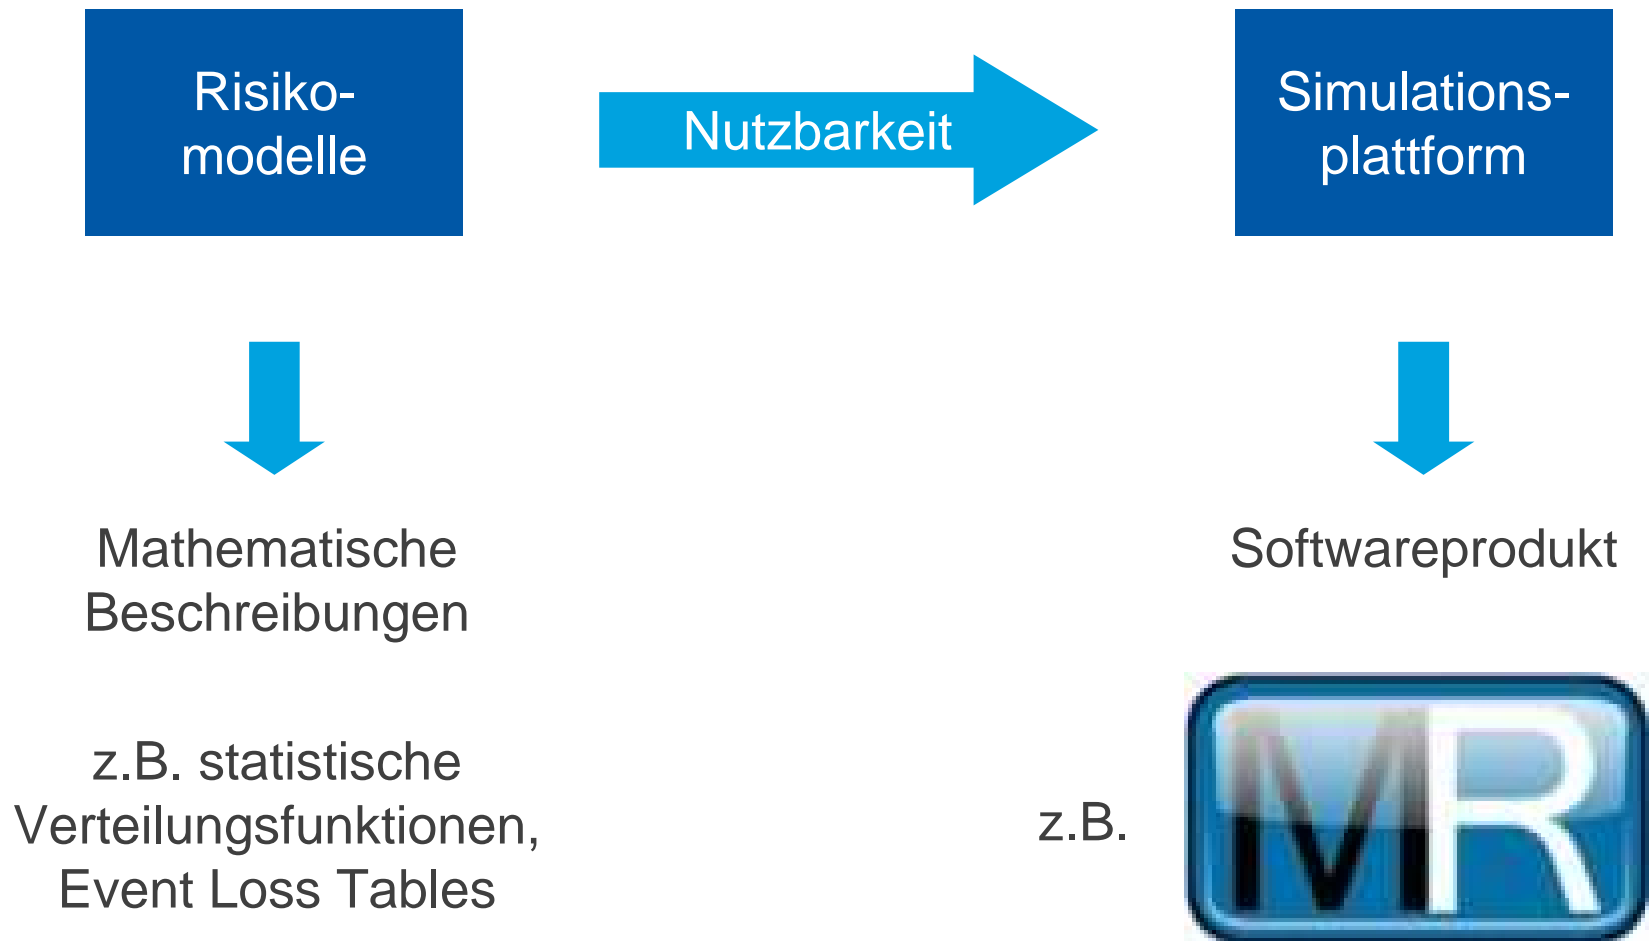 Risiko-
modelle
Nutzbarkeit
Simulations-
plattform
Mathematische
Beschreibungen
z.B. statistische
Verteilungsfunktionen,
Event Loss Tables
Softwareprodukt
z.B.
MR